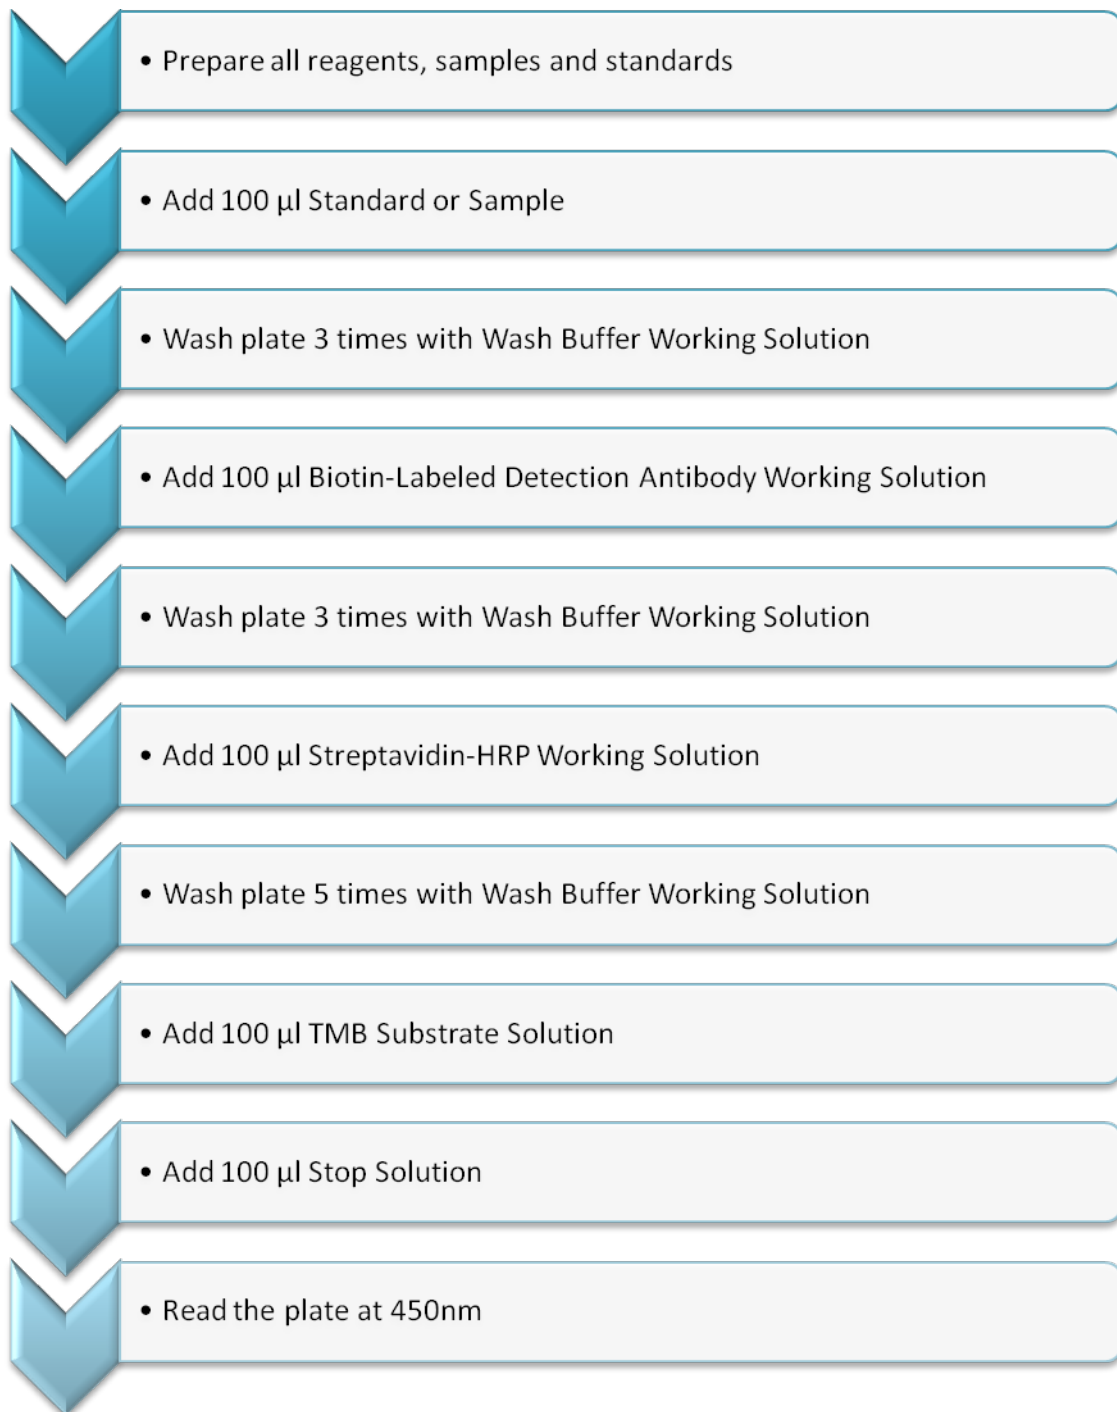 • Prepare all reagents, samples and standards
• Add 100 µl Standard or Sample
• Wash plate 3 times with Wash Buffer Working Solution
• Add 100 µl Biotin-Labeled Detection Antibody Working Solution
• Wash plate 3 times with Wash Buffer Working Solution
• Add 100 µl Streptavidin-HRP Working Solution
• Wash plate 5 times with Wash Buffer Working Solution
• Add 100 µl TMB Substrate Solution
• Add 100 µl Stop Solution
• Read the plate at 450nm